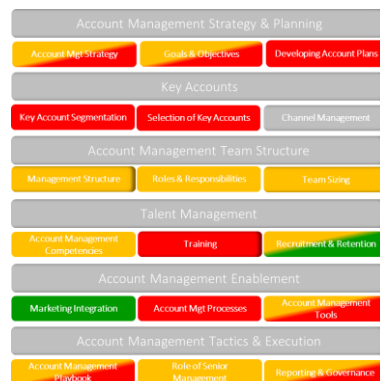 Account Management Strategy & Planning
Account Mgt Strategy
Goals & Objectives
Developing Account Plans
Key Accounts
Key Account Segmentation
Selection of Key Accounts
Channel Management
Account Management Team Structure
Management Structure
Roles & Responsibilities
Team Sizing
Talent Management
Account Management
Competencies
Training
Recruitment & Retention
Account Management Enablement
Marketing Integration
Account Mgt Processes
Account Management
Tools
Account Management Tactics & Execution
Account Management
Playbook
Role of Senior
Management
Reporting & Governance